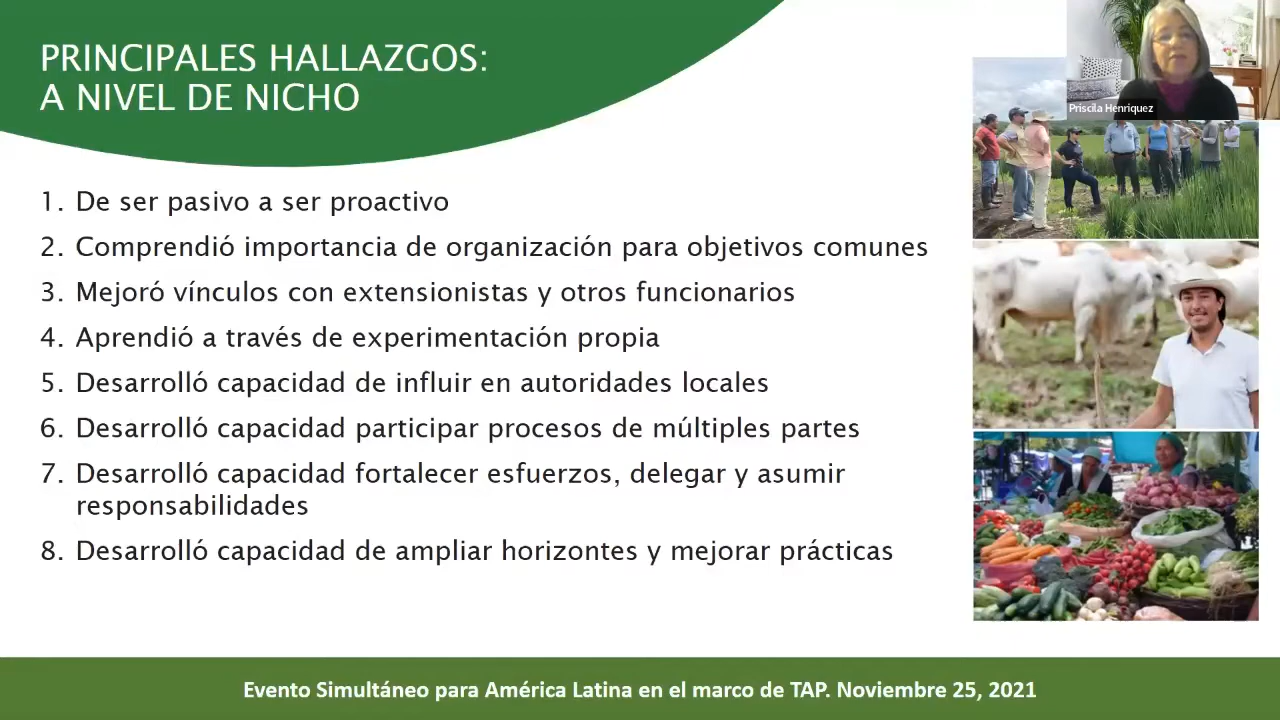 PRINCIPALES HALLAZGOS:
A NIVEL DE NICHO
Priscila Henriquez
1. De ser pasivo a ser proactivo
2. Comprendió importancia de organización para objetivos comunes
3. Mejoró vínculos con extensionistas y otros funcionarios
4. Aprendió a través de experimentación propia
5. Desarrolló capacidad de influir en autoridades locales
6. Desarrolló capacidad participar procesos de múltiples partes
7. Desarrolló capacidad fortalecer esfuerzos, delegar y asumir
responsabilidades
8. Desarrolló capacidad de ampliar horizontes y mejorar prácticas
Evento Simultáneo para América Latina en el marco de TAP. Noviembre 25, 2021